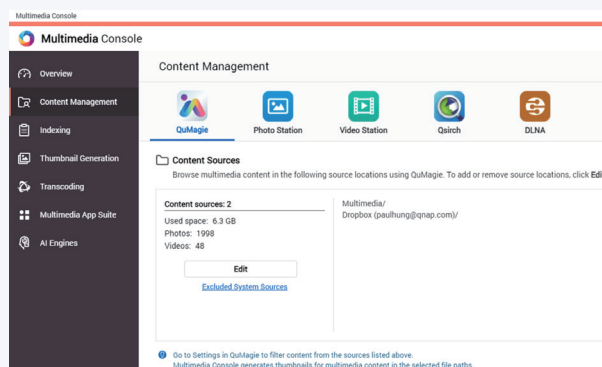 Multimedia Console
Multimedia Console
Overview
Content Management
Indexing
Thumbnail Generation
Transcoding
Multimedia App Suite
AI Engines
Content Management
QuMagie
Photo Station
Video Station
Qsirch
DLNA
Content Sources
Browse multimedia content in the following source locations using QuMagie. To add or remove source locations, click Edi
Content sources: 2
Used space: 6.3 GB
Photos: 1998
Videos: 48
Edit
Excluded System Sources
Multimedia/
Dropbox (paulhung@qnap.com)/
Go to Settings in QuMagie to filter content from the sources listed above.
Multimedia Console generates thumbnails for multimedia content in the selected file paths.